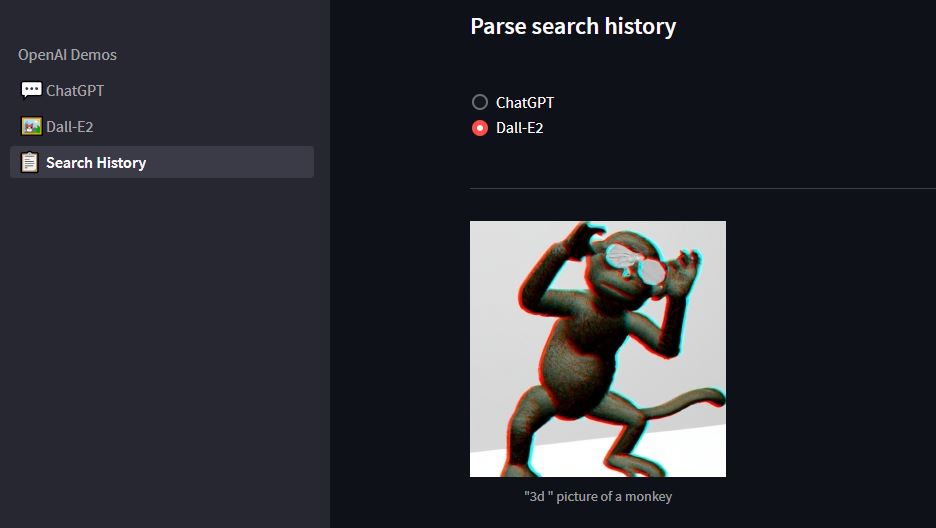 OpenAI Demos
ChatGPT
Dall-E2
Search History
Parse search history
ChatGPT
Dall-E2
"3d " picture of a monkey